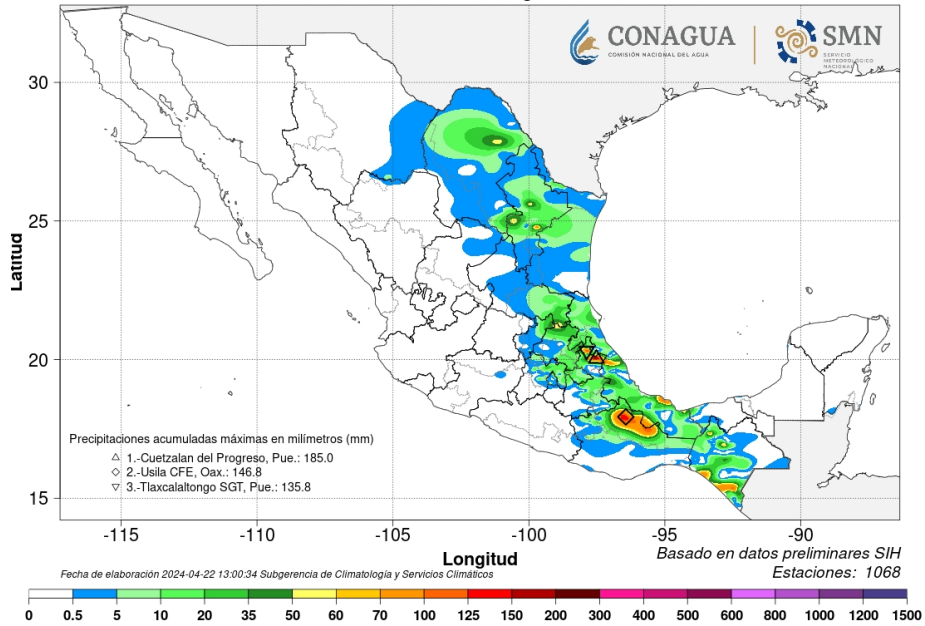 CONAGUA
COMISIÓN NACIONAL DEL AGUA
SMN
SERVICIO
METEOROLÓGICO
NACIONAL
30
25
20
15
Latitud
Precipitaciones acumuladas máximas en milímetros (mm)
1.-Cuetzalan del Progreso, Pue.: 185.0
2.-Usila CFE, Oax.: 146.8
3.-Tlaxcalaltongo SGT, Pue.: 135.8
-115 -110 -105 -100 -95 -90
Longitud
Basado en datos preliminares SIH
Estaciones: 1068
Fecha de elaboración 2024-04-22 13:00:34 Subgerencia de Climatología y Servicios Climáticos
0 0.5 5 10 20 35 50 60 70 100 125 150 200 300 400 500 600 800 1000 1200 1500